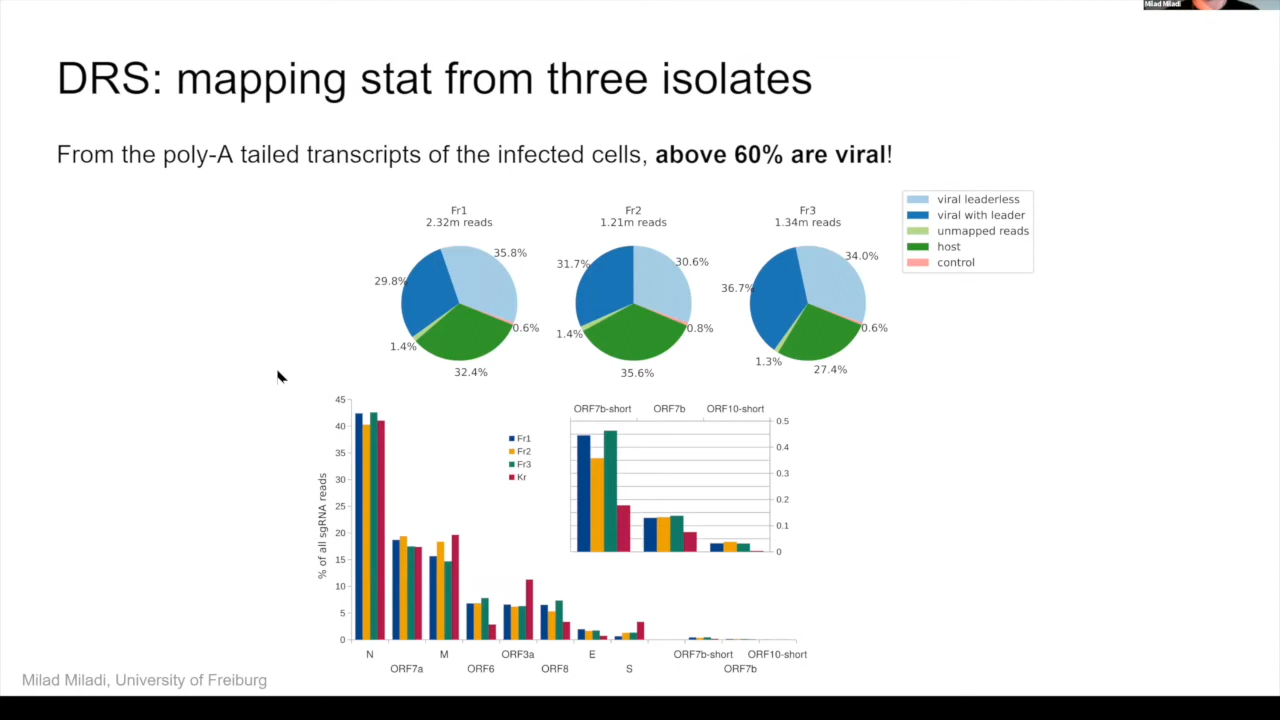 Milad Miladi
DRS: mapping stat from three isolates
From the poly-A tailed transcripts of the infected cells, above 60% are viral!
Fr1
2.32m reads
35.8%
29.8%
0.6%
1.4%
32.4%
Fr2
1.21m reads
31.7%
30.6%
0.8%
1.4%
35.6%
Fr3
1.34m reads
34.0%
36.7%
0.6%
1.3%
27.4%
viral leaderless
viral with leader
unmapped reads
host
control
% of all sgRNA reads
45
40
35
30
25
20
15
10
5
0
Fr1
Fr2
Fr3
Kr
ORF7b-short ORF7b ORF10-short
0.5
0.4
0.3
0.2
0.1
0
N M ORF3a E ORF7b-short ORF10-short
ORF7a ORF6 ORF8 S ORF7b
Milad Miladi, University of Freiburg